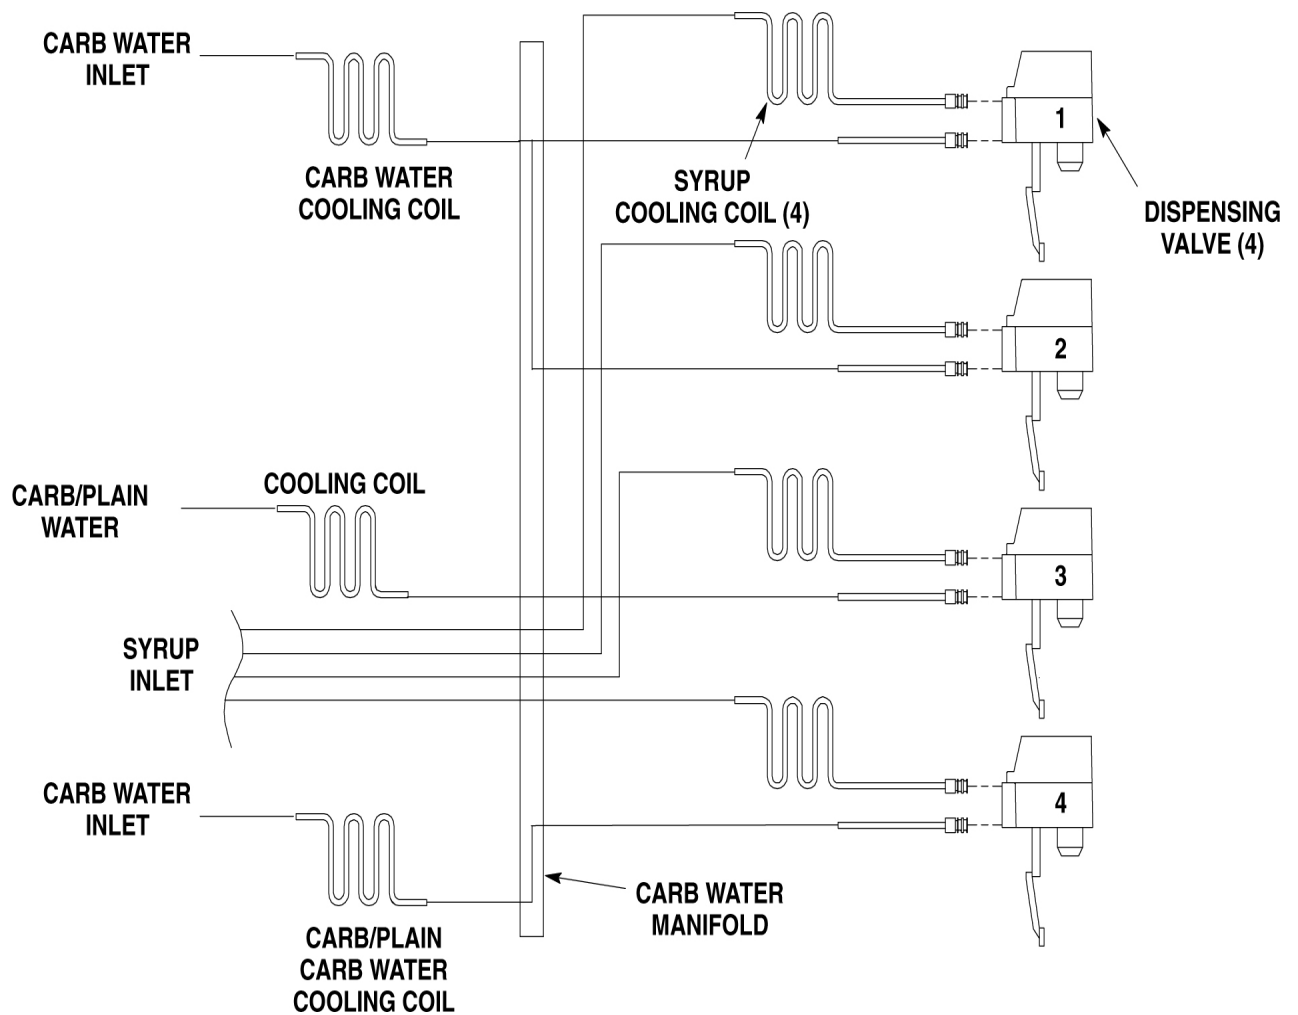 CARB WATER
INLET
1
CARB WATER
COOLING COIL
SYRUP
COOLING COIL (4)
DISPENSING
VALVE (4)
2
COOLING COIL
CARB/PLAIN
WATER
3
SYRUP
INLET
CARB WATER
INLET
4
CARB WATER
MANIFOLD
CARB/PLAIN
CARB WATER
COOLING COIL